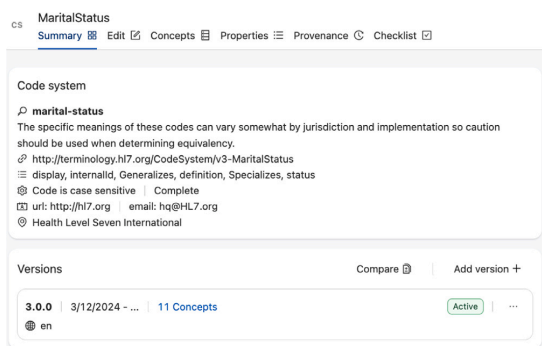 CS MaritalStatus
Summary Edit Concepts Properties Provenance Checklist
Code system
marital-status
The specific meanings of these codes can vary somewhat by jurisdiction and implementation so caution
should be used when determining equivalency.
http://terminology.hl7.org/CodeSystem/v3-MaritalStatus
display, internalId, Generalizes, definition, Specializes, status
Code is case sensitive | Complete
url: http://hl7.org | email: hq@HL7.org
Health Level Seven International
Versions Compare | Add version +
3.0.0 | 3/12/2024 - ... | 11 Concepts Active | ...
en